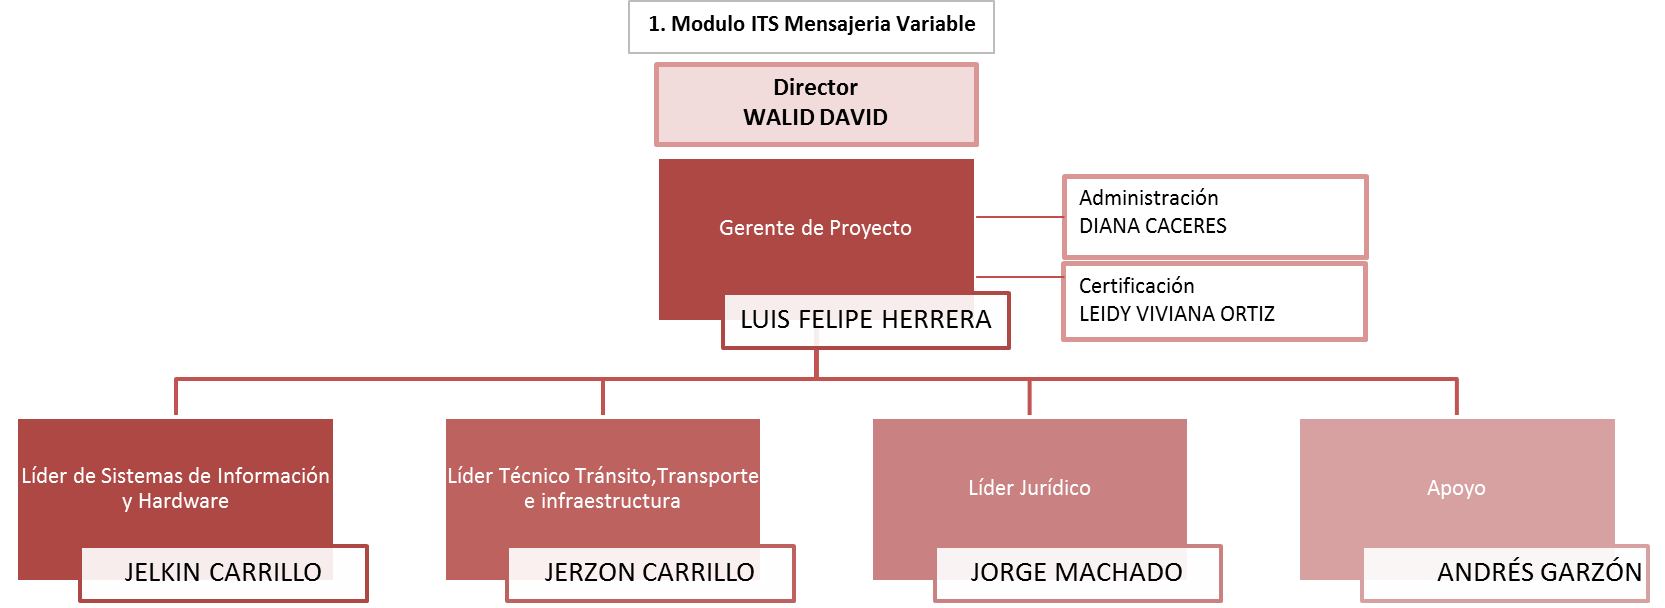 1. Modulo ITS Mensajeria Variable
Director
WALID DAVID
Gerente de Proyecto
LUIS FELIPE HERRERA
Administración
DIANA CACERES
Certificación
LEIDY VIVIANA ORTIZ
Líder de Sistemas de Información
y Hardware
JELKIN CARRILLO
Líder Técnico Tránsito,Transporte
e infraestructura
JERZON CARRILLO
Líder Jurídico
JORGE MACHADO
Apoyo
ANDRÉS GARZÓN